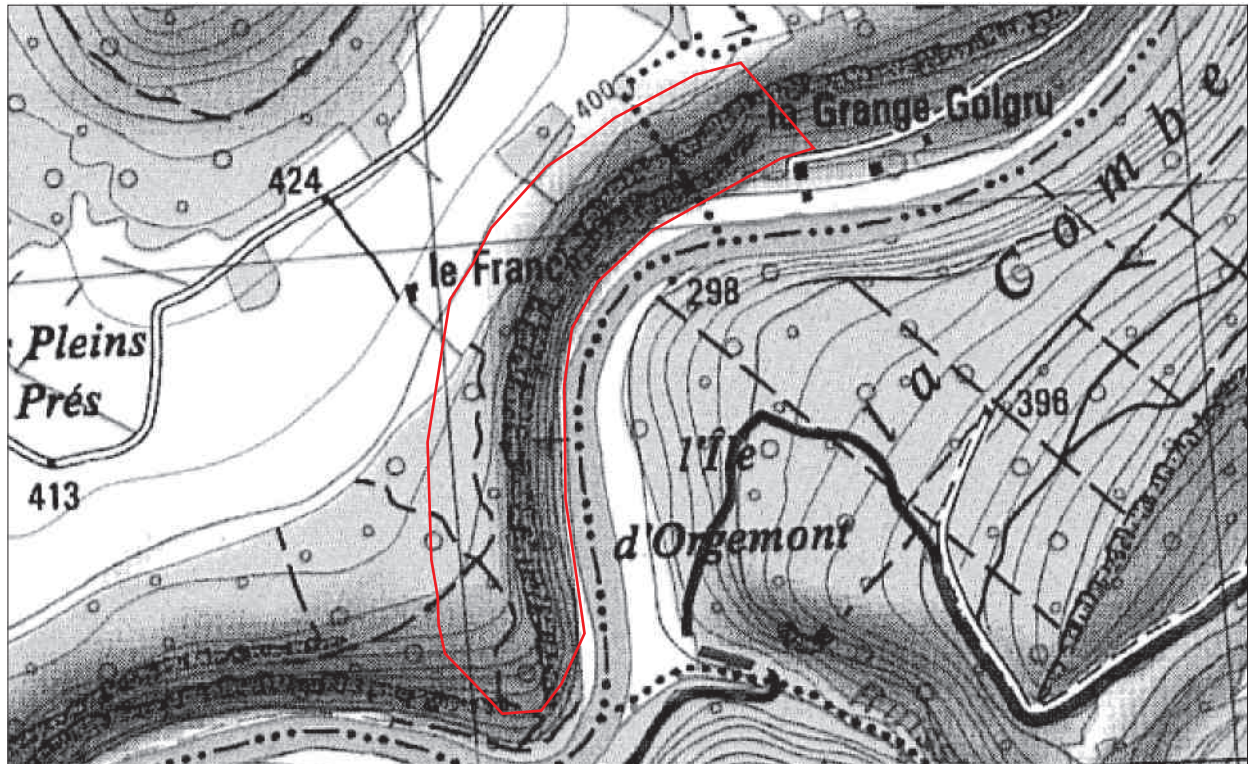 400
la Grange-Golgru
424
le Franc
298
la Combe
Pleins
Prés
396
l'Île
d'Orgemont
413